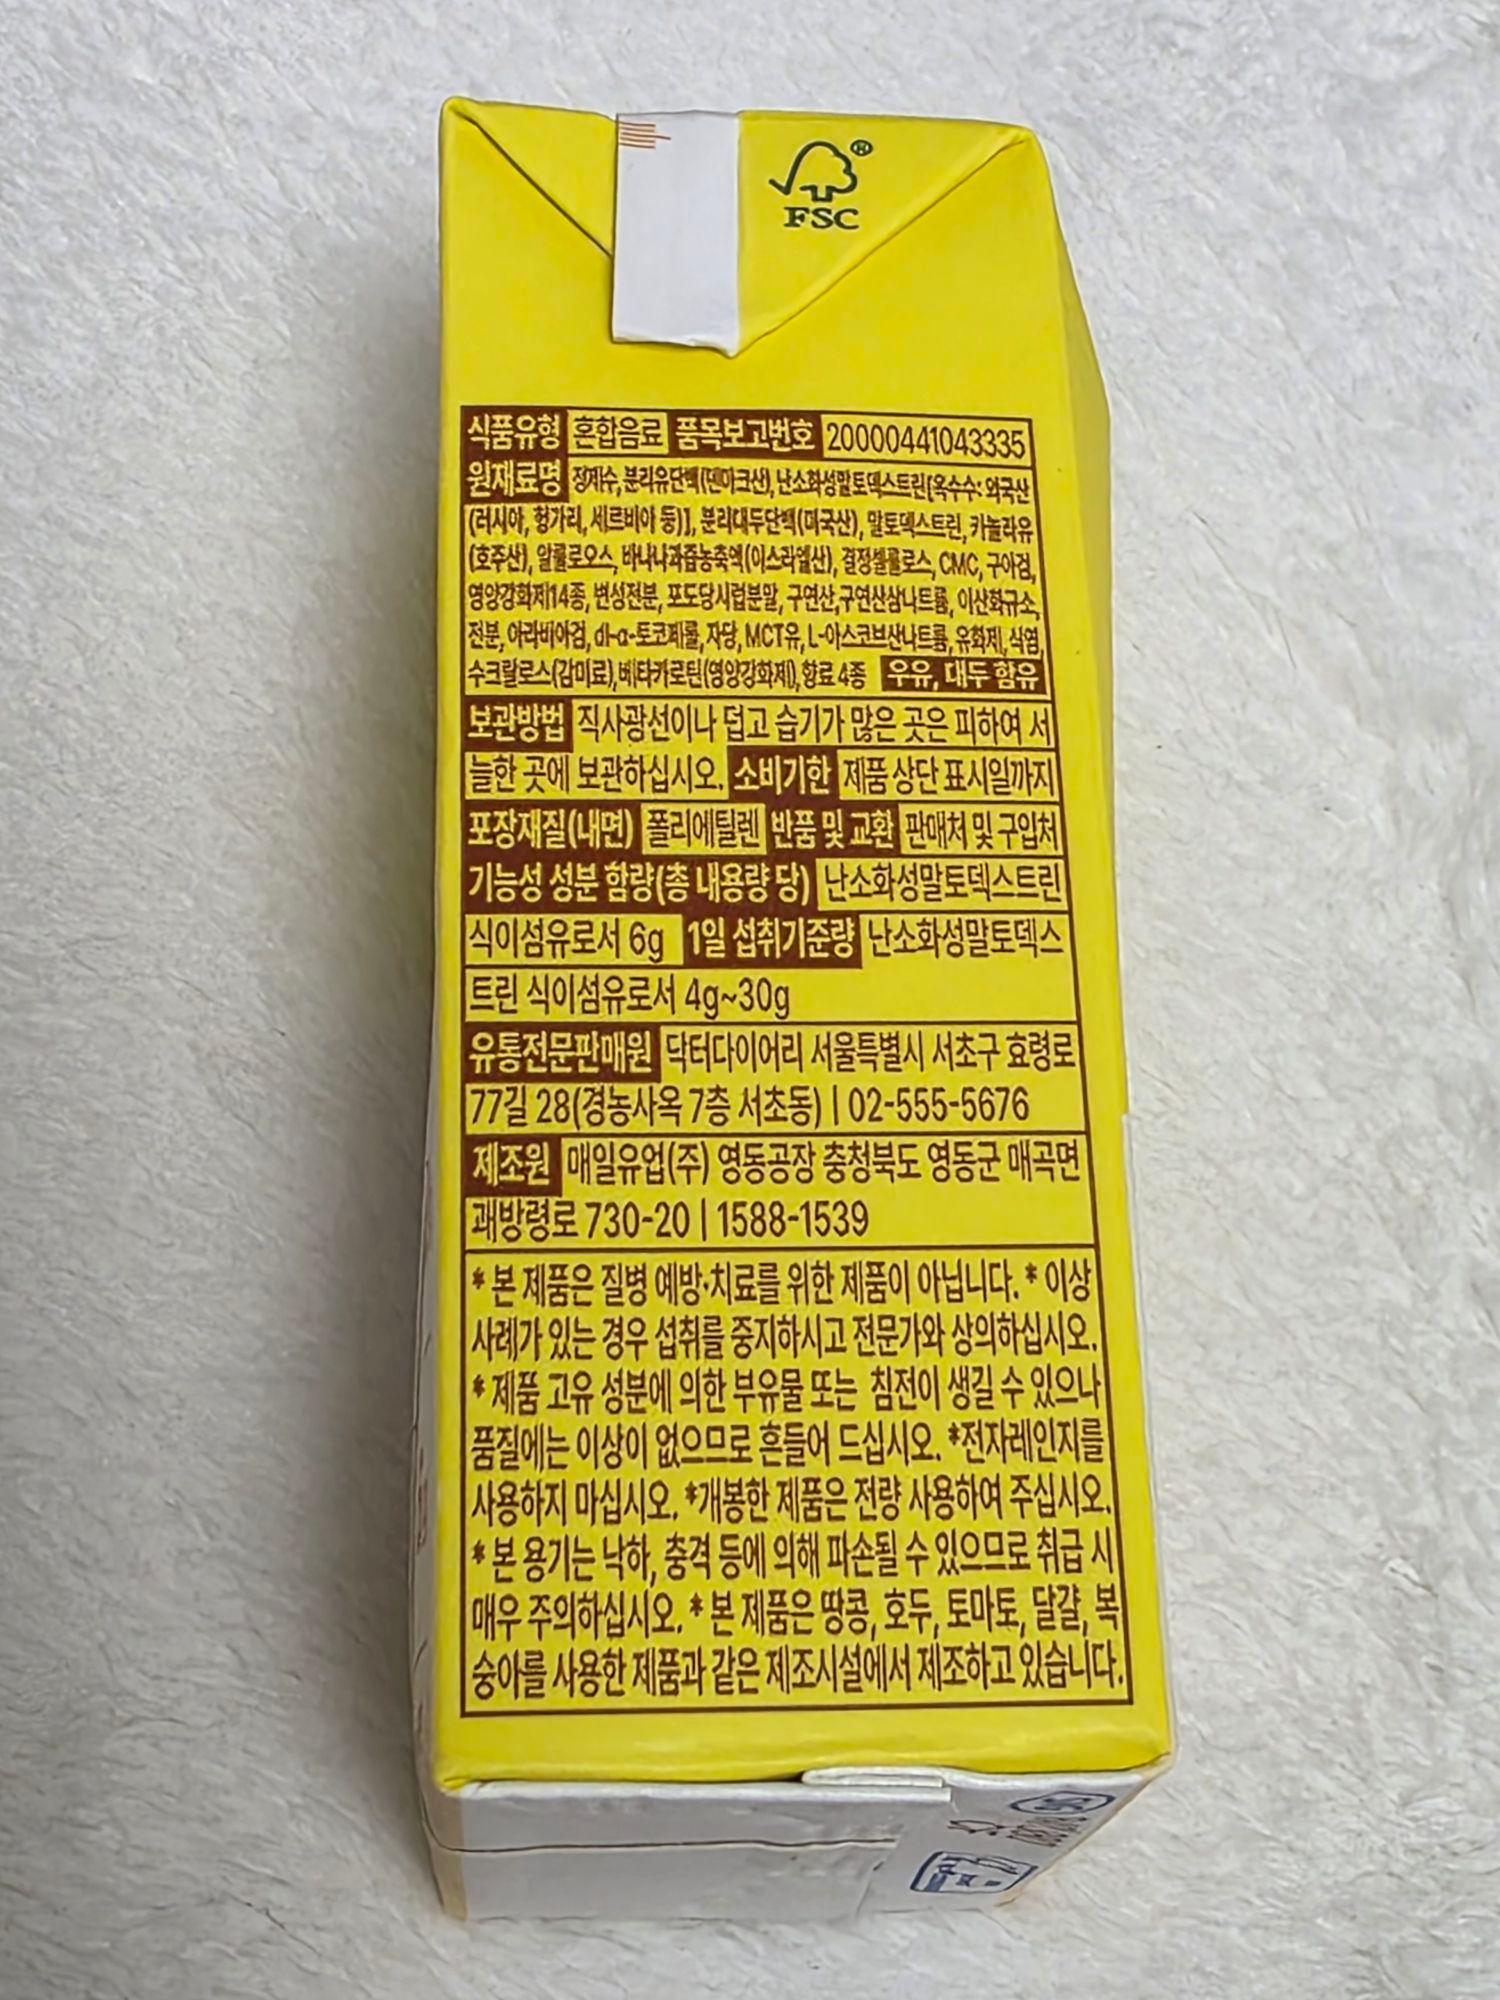 FSC
식품유형 혼합음료 품목보고번호 20000441043335
원재료명 정제수, 분리유단백(덴마크산), 난소화성말토덱스트린[옥수수: 외국산
(러시아, 헝가리, 세르비아 등)], 분리대두단백(미국산), 말토덱스트린, 카놀라유
(호주산), 알룰로오스, 바나나과즙농축액(이스라엘산), 결정셀룰로스, CMC, 구아검,
영양강화제14종, 변성전분, 포도당시럽분말, 구연산, 구연산삼나트륨, 이산화규소,
전분, 아라비아검, dl-α-토코페롤, 자당, MCT유, L-아스코브산나트륨, 유화제, 식염,
수크랄로스(감미료), 베타카로틴(영양강화제), 향료 4종 우유, 대두 함유
보관방법 직사광선이나 덥고 습기가 많은 곳은 피하여 서
늘한 곳에 보관하십시오. 소비기한 제품 상단 표시일까지
포장재질(내면) 폴리에틸렌 반품 및 교환 판매처 및 구입처
기능성 성분 함량(총 내용량 당) 난소화성말토덱스트린
식이섬유로서 6g 1일 섭취기준량 난소화성말토덱스
트린 식이섬유로서 4g~30g
유통전문판매원 닥터다이어리 서울특별시 서초구 효령로
77길 28(경농사옥 7층 서초동) | 02-555-5676
제조원 매일유업(주) 영동공장 충청북도 영동군 매곡면
괘방령로 730-20 | 1588-1539
* 본 제품은 질병 예방·치료를 위한 제품이 아닙니다. * 이상
사례가 있는 경우 섭취를 중지하시고 전문가와 상의하십시오.
* 제품 고유 성분에 의한 부유물 또는 침전이 생길 수 있으나
품질에는 이상이 없으므로 흔들어 드십시오. *전자레인지를
사용하지 마십시오. *개봉한 제품은 전량 사용하여 주십시오.
* 본 용기는 낙하, 충격 등에 의해 파손될 수 있으므로 취급 시
매우 주의하십시오. * 본 제품은 땅콩, 호두, 토마토, 달걀, 복
숭아를 사용한 제품과 같은 제조시설에서 제조하고 있습니다.